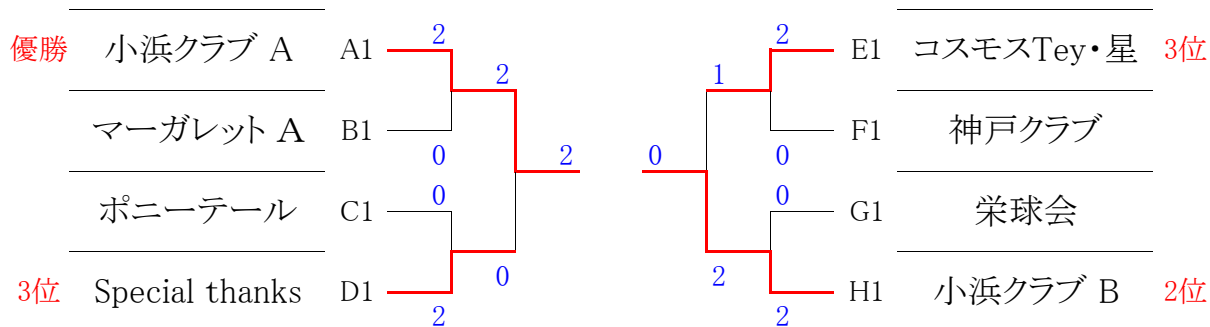 優勝 小浜クラブ A A1 2 2 E1 コスモスTey・星 3位
2 1
マーガレット A B1 F1 神戸クラブ
0 2 0 0
ポニーテール C1 0 0 G1 栄球会
0 2
3位 Special thanks D1 H1 小浜クラブ B 2位
2 2